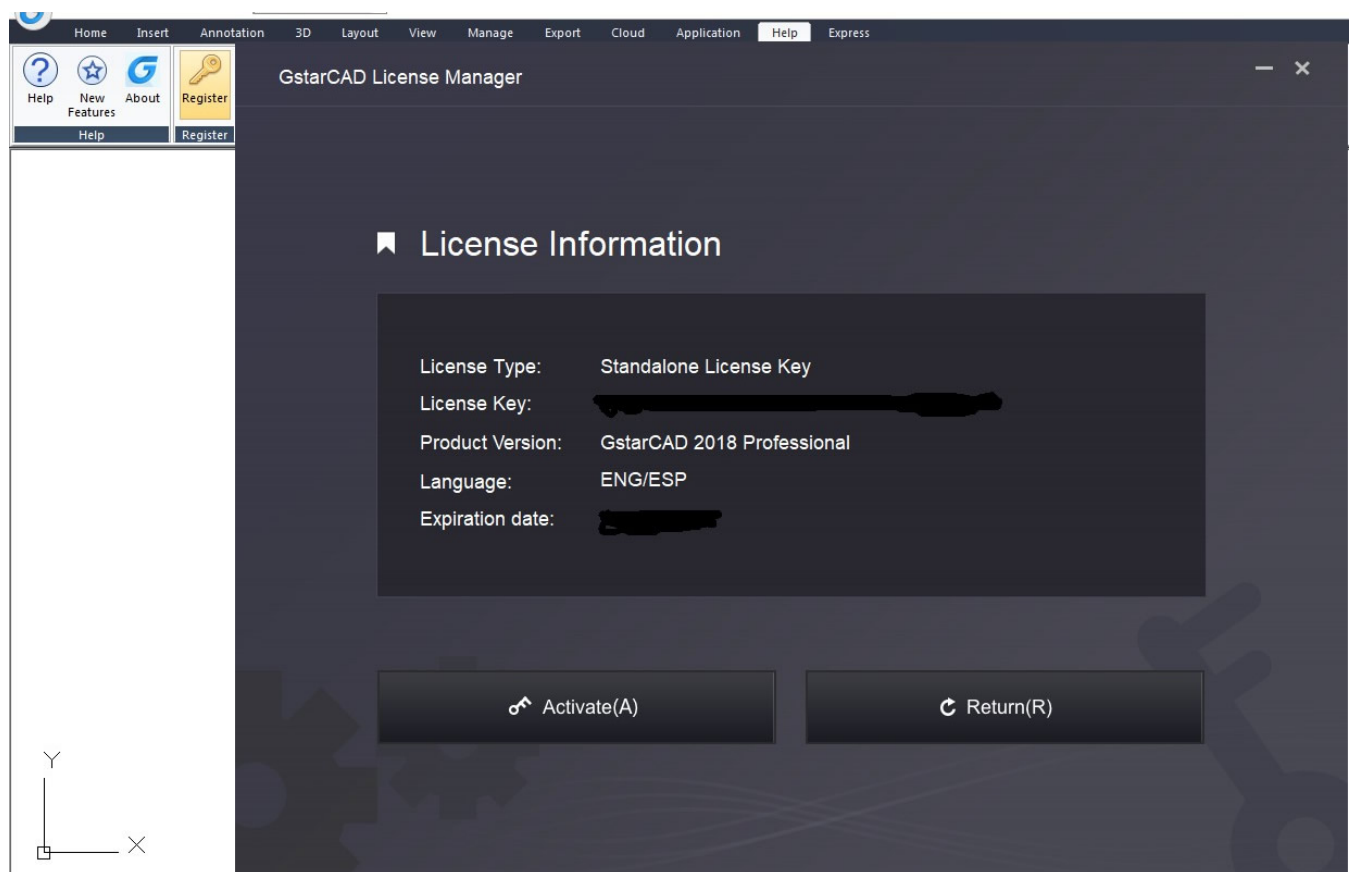 Home Insert Annotation 3D Layout View Manage Export Cloud Application Help Express
Help New Features About Register
Help Register
GstarCAD License Manager
License Information
License Type: Standalone License Key
License Key:
Product Version: GstarCAD 2018 Professional
Language: ENG/ESP
Expiration date:
Activate(A) Return(R)
Y
X